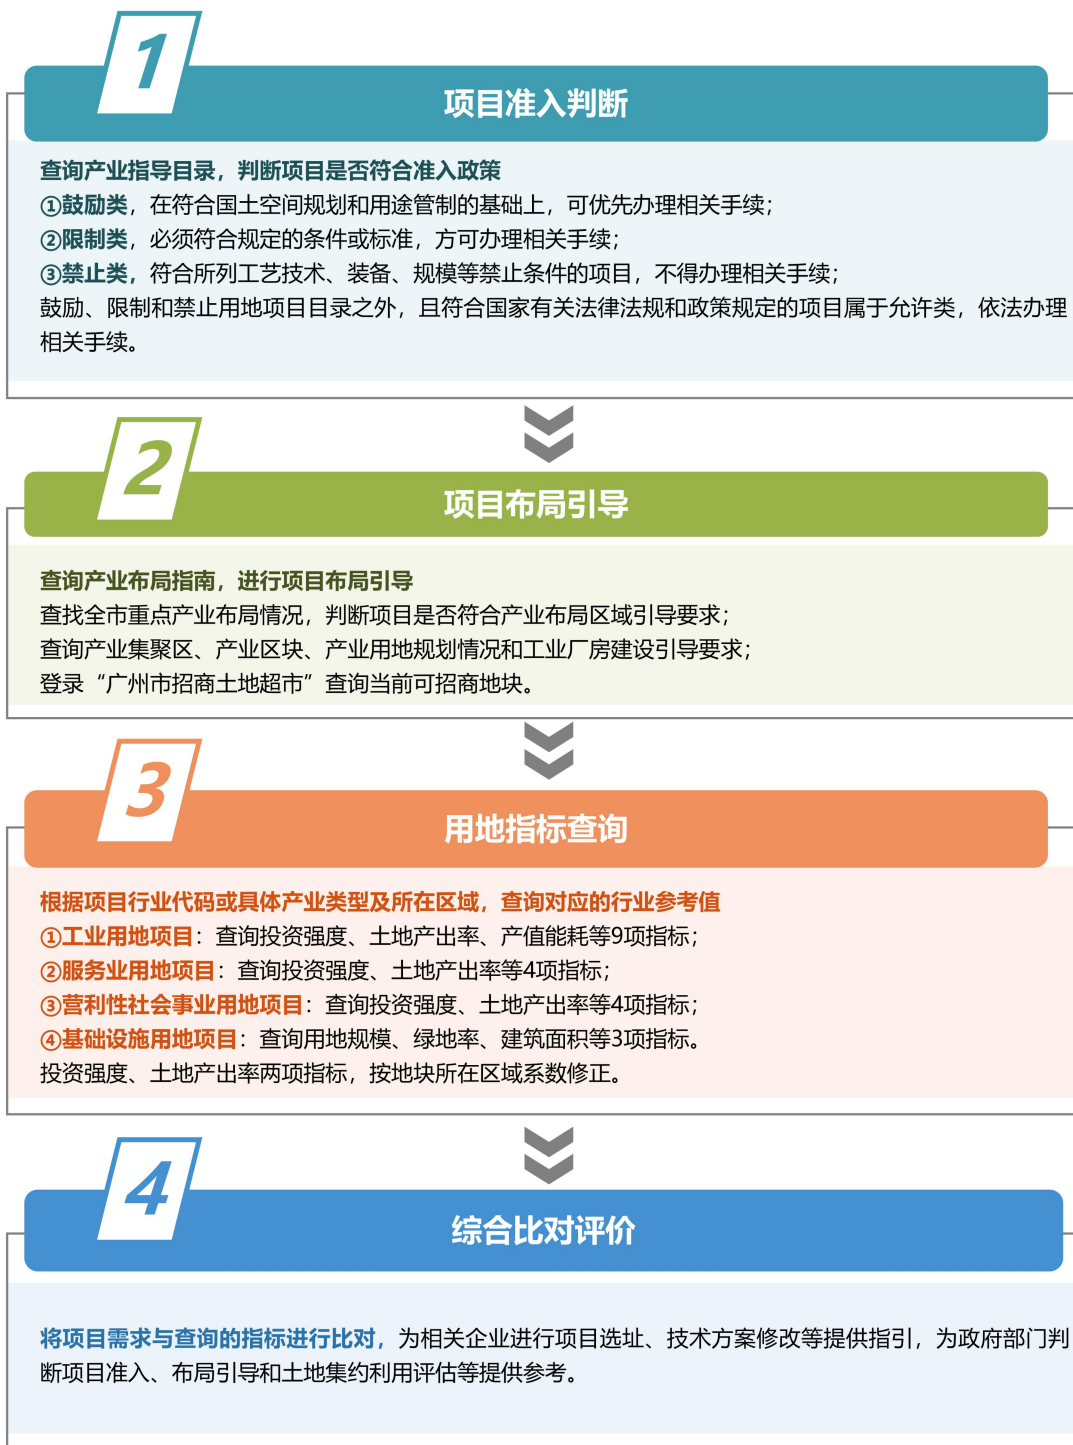 1
项目准入判断
查询产业指导目录，判断项目是否符合准入政策
①鼓励类，在符合国土空间规划和用途管制的基础上，可优先办理相关手续；
②限制类，必须符合规定的条件或标准，方可办理相关手续；
③禁止类，符合所列工艺技术、装备、规模等禁止条件的项目，不得办理相关手续；
鼓励、限制和禁止用地项目目录之外，且符合国家有关法律法规和政策规定的项目属于允许类，依法办理
相关手续。
2
项目布局引导
查询产业布局指南，进行项目布局引导
查找全市重点产业布局情况，判断项目是否符合产业布局区域引导要求；
查询产业集聚区、产业区块、产业用地规划情况和工业厂房建设引导要求；
登录“广州市招商土地超市”查询当前可招商地块。
3
用地指标查询
根据项目行业代码或具体产业类型及所在区域，查询对应的行业参考值
①工业用地项目：查询投资强度、土地产出率、产值能耗等9项指标；
②服务业用地项目：查询投资强度、土地产出率等4项指标；
③营利性社会事业用地项目：查询投资强度、土地产出率等4项指标；
④基础设施用地项目：查询用地规模、绿地率、建筑面积等3项指标。
投资强度、土地产出率两项指标，按地块所在区域系数修正。
4
综合比对评价
将项目需求与查询的指标进行比对，为相关企业进行项目选址、技术方案修改等提供指引，为政府部门判
断项目准入、布局引导和土地集约利用评估等提供参考。